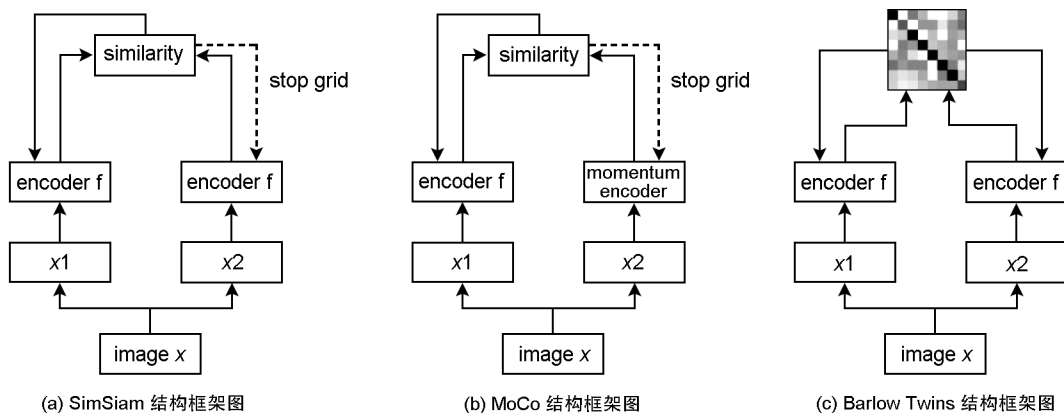 similarity
stop grid
encoder f
encoder f
x1
x2
image x
(a) SimSiam 结构框架图
similarity
stop grid
encoder f
momentum
encoder
x1
x2
image x
(b) MoCo 结构框架图
encoder f
encoder f
x1
x2
image x
(c) Barlow Twins 结构框架图